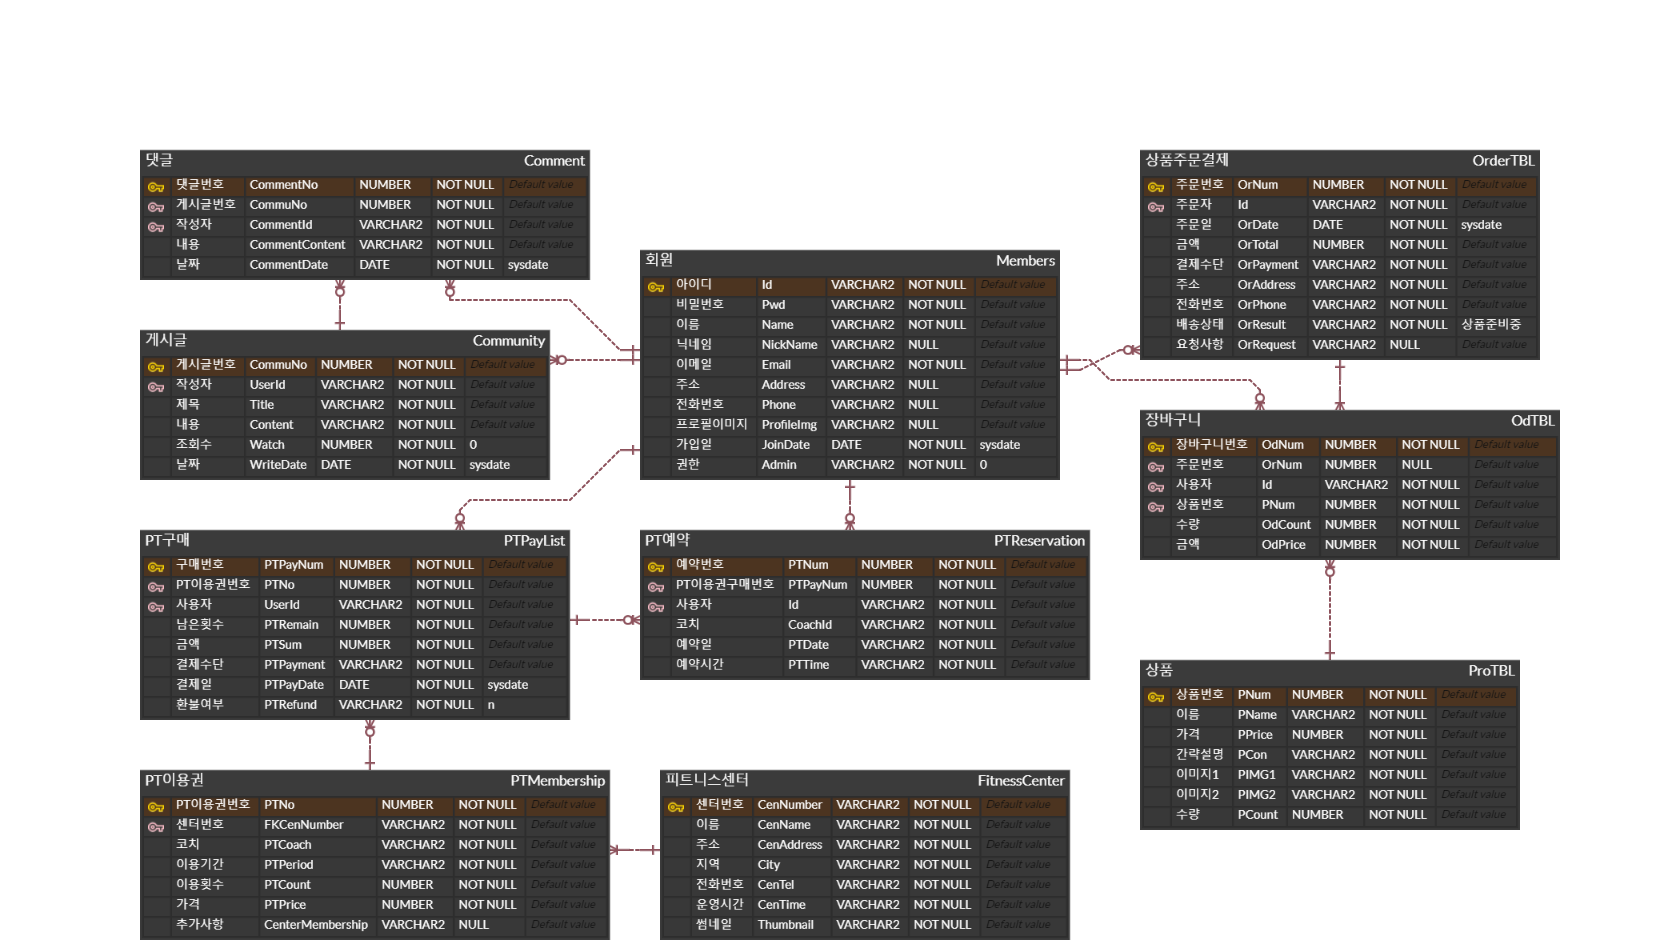 댓글 Comment
댓글번호 CommentNo NUMBER NOT NULL Default value
게시글번호 CommuNo NUMBER NOT NULL Default value
작성자 CommentId VARCHAR2 NOT NULL Default value
내용 CommentContent VARCHAR2 NOT NULL Default value
날짜 CommentDate DATE NOT NULL sysdate
게시글 Community
게시글번호 CommuNo NUMBER NOT NULL Default value
작성자 UserId VARCHAR2 NOT NULL Default value
제목 Title VARCHAR2 NOT NULL Default value
내용 Content VARCHAR2 NOT NULL Default value
조회수 Watch NUMBER NOT NULL 0
날짜 WriteDate DATE NOT NULL sysdate
회원 Members
아이디 Id VARCHAR2 NOT NULL Default value
비밀번호 Pwd VARCHAR2 NOT NULL Default value
이름 Name VARCHAR2 NOT NULL Default value
닉네임 NickName VARCHAR2 NULL Default value
이메일 Email VARCHAR2 NOT NULL Default value
주소 Address VARCHAR2 NULL Default value
전화번호 Phone VARCHAR2 NULL Default value
프로필이미지 ProfileImg VARCHAR2 NULL Default value
가입일 JoinDate DATE NOT NULL sysdate
권한 Admin VARCHAR2 NOT NULL 0
상품주문결제 OrderTBL
주문번호 OrNum NUMBER NOT NULL Default value
주문자 Id VARCHAR2 NOT NULL Default value
주문일 OrDate DATE NOT NULL sysdate
금액 OrTotal NUMBER NOT NULL Default value
결제수단 OrPayment VARCHAR2 NOT NULL Default value
주소 OrAddress VARCHAR2 NOT NULL Default value
전화번호 OrPhone VARCHAR2 NOT NULL Default value
배송상태 OrResult VARCHAR2 NOT NULL 상품준비중
요청사항 OrRequest VARCHAR2 NULL Default value
장바구니 OdTBL
장바구니번호 OdNum NUMBER NOT NULL Default value
주문번호 OrNum NUMBER NULL Default value
사용자 Id VARCHAR2 NOT NULL Default value
상품번호 PNum NUMBER NOT NULL Default value
수량 OdCount NUMBER NOT NULL Default value
금액 OdPrice NUMBER NOT NULL Default value
PT구매 PTPayList
구매번호 PTPayNum NUMBER NOT NULL Default value
PT이용권번호 PTNo NUMBER NOT NULL Default value
사용자 UserId VARCHAR2 NOT NULL Default value
남은횟수 PTRemain NUMBER NOT NULL Default value
금액 PTSum NUMBER NOT NULL Default value
결제수단 PTPayment VARCHAR2 NOT NULL Default value
결제일 PTPayDate DATE NOT NULL sysdate
환불여부 PTRefund VARCHAR2 NOT NULL n
PT예약 PTReservation
예약번호 PTNum NUMBER NOT NULL Default value
PT이용권구매번호 PTPayNum NUMBER NOT NULL Default value
사용자 Id VARCHAR2 NOT NULL Default value
코치 CoachId VARCHAR2 NOT NULL Default value
예약일 PTDate VARCHAR2 NOT NULL Default value
예약시간 PTTime VARCHAR2 NOT NULL Default value
상품 ProTBL
상품번호 PNum NUMBER NOT NULL Default value
이름 PName VARCHAR2 NOT NULL Default value
가격 PPrice NUMBER NOT NULL Default value
간략설명 PCon VARCHAR2 NOT NULL Default value
이미지1 PIMG1 VARCHAR2 NOT NULL Default value
이미지2 PIMG2 VARCHAR2 NOT NULL Default value
수량 PCount NUMBER NOT NULL Default value
PT이용권 PTMembership
PT이용권번호 PTNo NUMBER NOT NULL Default value
센터번호 FKCenNumber VARCHAR2 NOT NULL Default value
코치 PTCoach VARCHAR2 NOT NULL Default value
이용기간 PTPeriod VARCHAR2 NOT NULL Default value
이용횟수 PTCount NUMBER NOT NULL Default value
가격 PTPrice NUMBER NOT NULL Default value
추가사항 CenterMembership VARCHAR2 NULL Default value
피트니스센터 FitnessCenter
센터번호 CenNumber VARCHAR2 NOT NULL Default value
이름 CenName VARCHAR2 NOT NULL Default value
주소 CenAddress VARCHAR2 NOT NULL Default value
지역 City VARCHAR2 NOT NULL Default value
전화번호 CenTel VARCHAR2 NOT NULL Default value
운영시간 CenTime VARCHAR2 NOT NULL Default value
썸네일 Thumbnail VARCHAR2 NOT NULL Default value